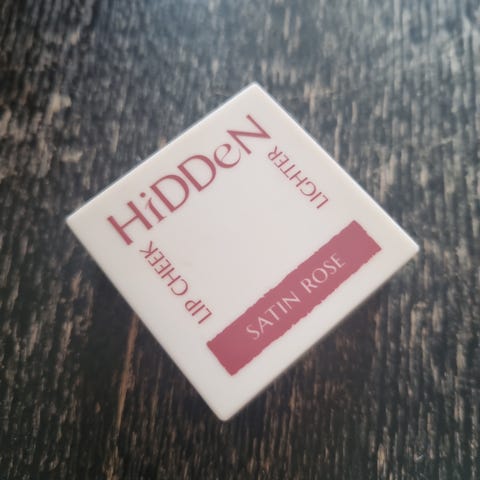 HiDDeN
LIP CHEEK
LIGHTER
SATIN ROSE